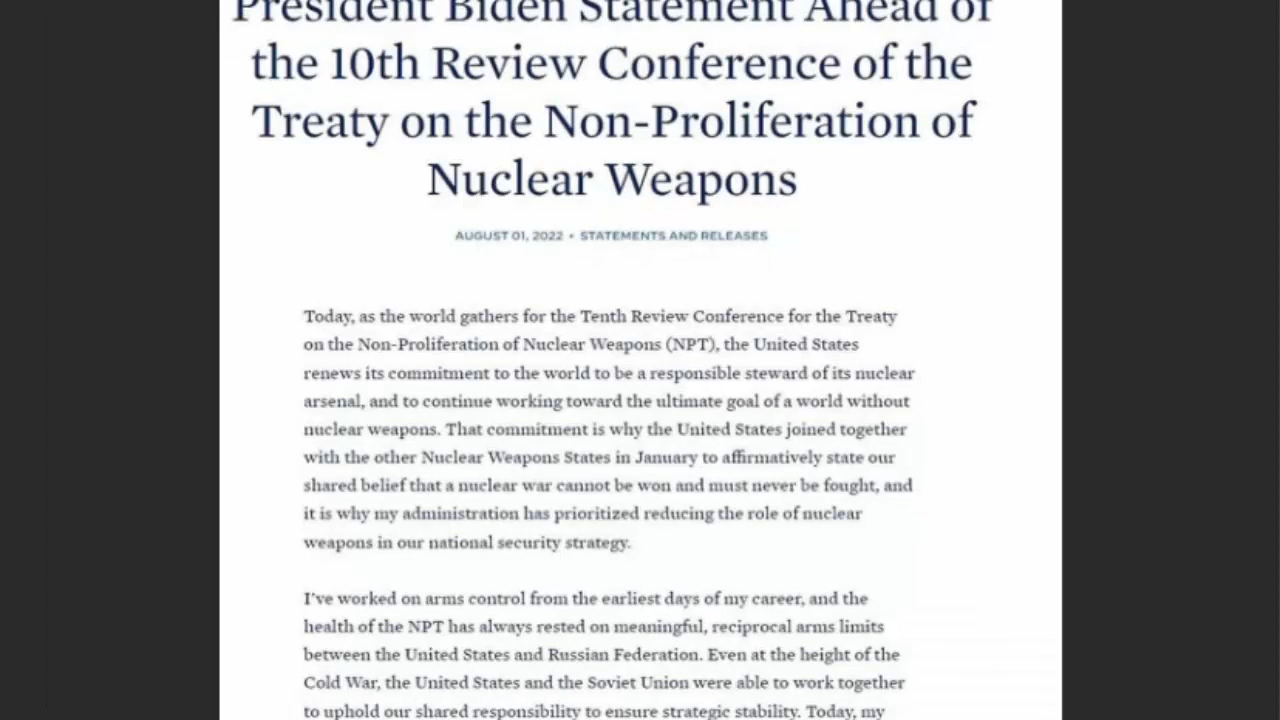 President Biden Statement Ahead of
the 10th Review Conference of the
Treaty on the Non-Proliferation of
Nuclear Weapons
AUGUST 01, 2022 • STATEMENTS AND RELEASES
Today, as the world gathers for the Tenth Review Conference for the Treaty
on the Non-Proliferation of Nuclear Weapons (NPT), the United States
renews its commitment to the world to be a responsible steward of its nuclear
arsenal, and to continue working toward the ultimate goal of a world without
nuclear weapons. That commitment is why the United States joined together
with the other Nuclear Weapons States in January to affirmatively state our
shared belief that a nuclear war cannot be won and must never be fought, and
it is why my administration has prioritized reducing the role of nuclear
weapons in our national security strategy.
I've worked on arms control from the earliest days of my career, and the
health of the NPT has always rested on meaningful, reciprocal arms limits
between the United States and Russian Federation. Even at the height of the
Cold War, the United States and the Soviet Union were able to work together
to uphold our shared responsibility to ensure strategic stability. Today, my